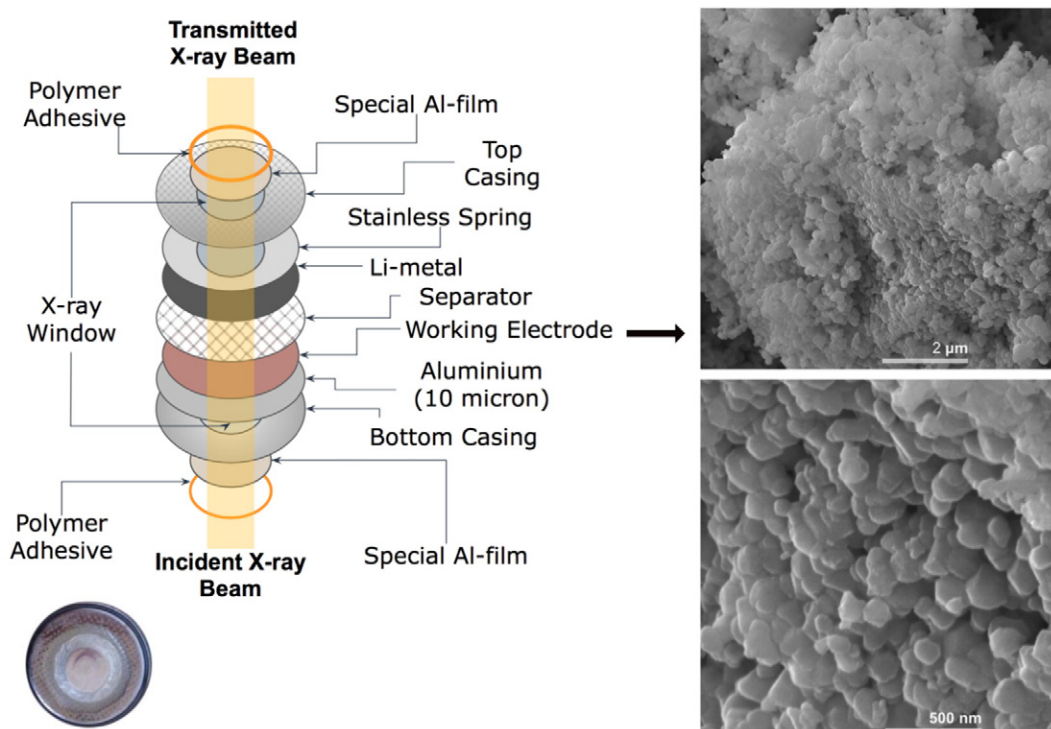 Transmitted
X-ray Beam
Polymer
Adhesive
Special Al-film
Top
Casing
Stainless Spring
Li-metal
X-ray
Window
Separator
Working Electrode
Aluminium
(10 micron)
Bottom Casing
Polymer
Adhesive
Special Al-film
Incident X-ray
Beam
2 µm
500 nm